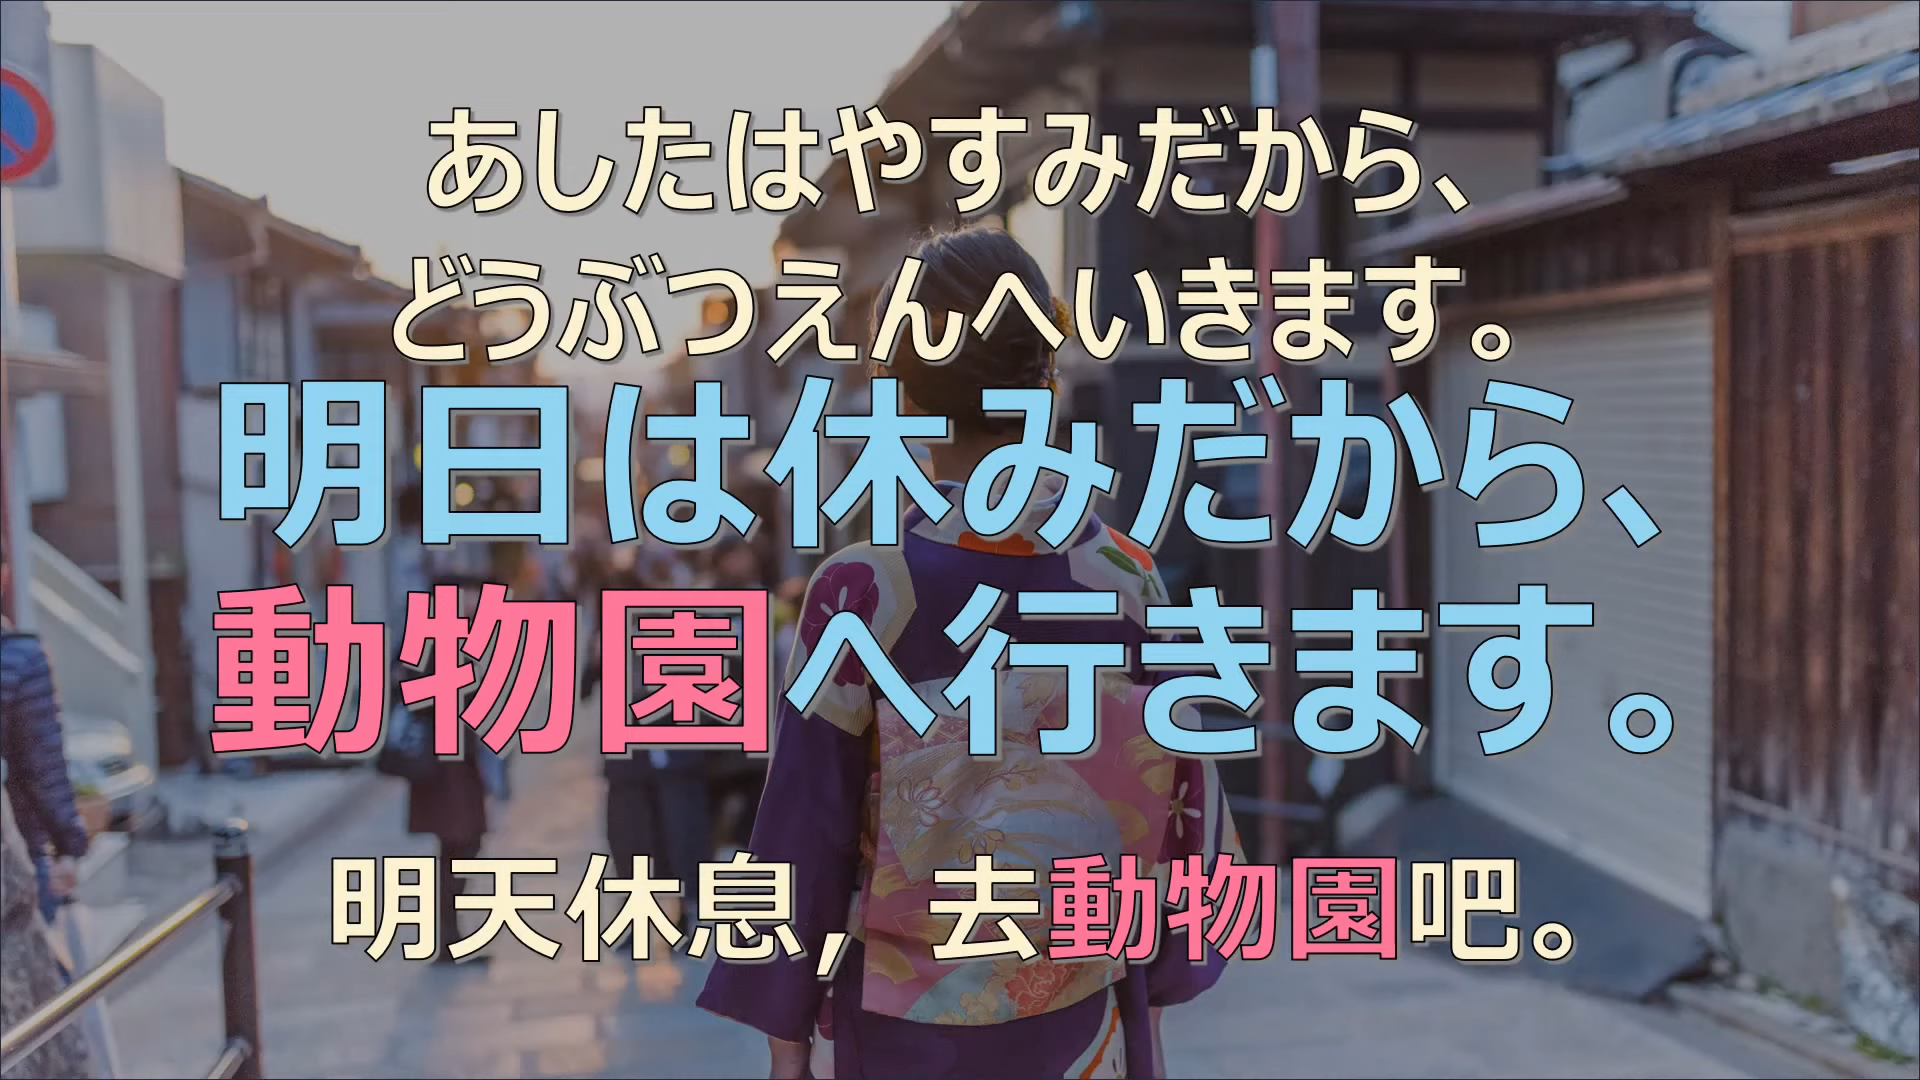 あしたはやすみだから、
どうぶつえんへいきます。
明日は休みだから、
動物園へ行きます。
明天休息，去動物園吧。